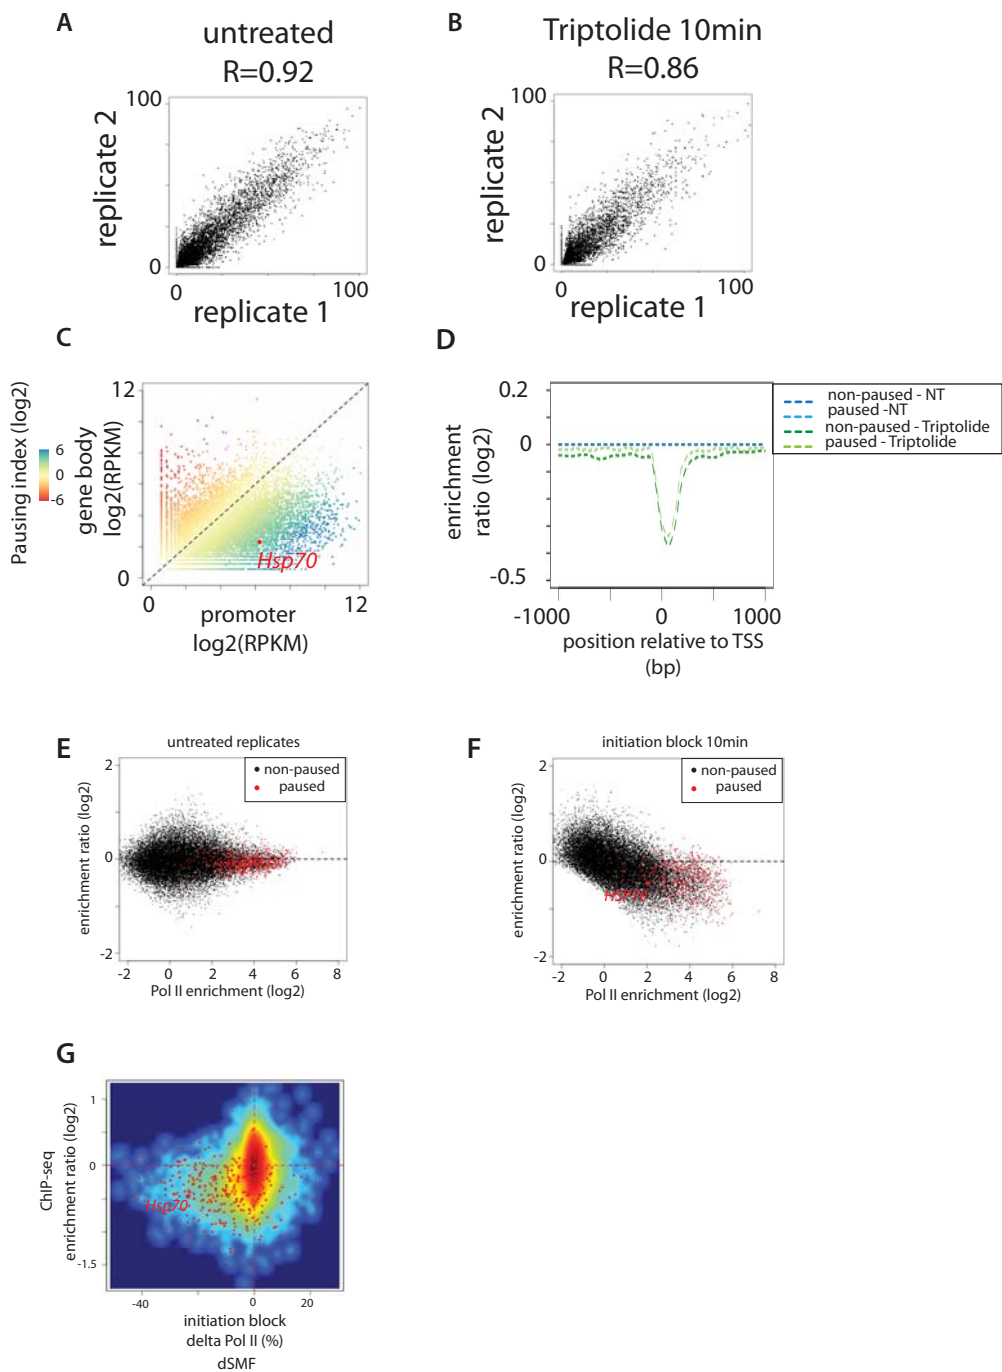 A
untreated
R=0.92
100
replicate 2
0
0
100
replicate 1
B
Triptolide 10min
R=0.86
100
replicate 2
0
0
100
replicate 1
C
Pausing index (log2)
6
0
-6
gene body
log2(RPKM)
12
0
Hsp70
0
12
promoter
log2(RPKM)
D
enrichment
ratio (log2)
0.2
0
-0.5
-1000
0
1000
position relative to TSS
(bp)
non-paused - NT
paused -NT
non-paused - Triptolide
paused - Triptolide
E
untreated replicates
non-paused
paused
enrichment ratio (log2)
2
0
-2
-2
0
2
4
6
8
Pol II enrichment (log2)
F
initiation block 10min
non-paused
paused
enrichment ratio (log2)
2
0
-2
HSP70
-2
0
2
4
6
8
Pol II enrichment (log2)
G
ChIP-seq
enrichment ratio (log2)
1
0
-1.5
Hsp70
-40
0
20
initiation block
delta Pol II (%)
dSMF